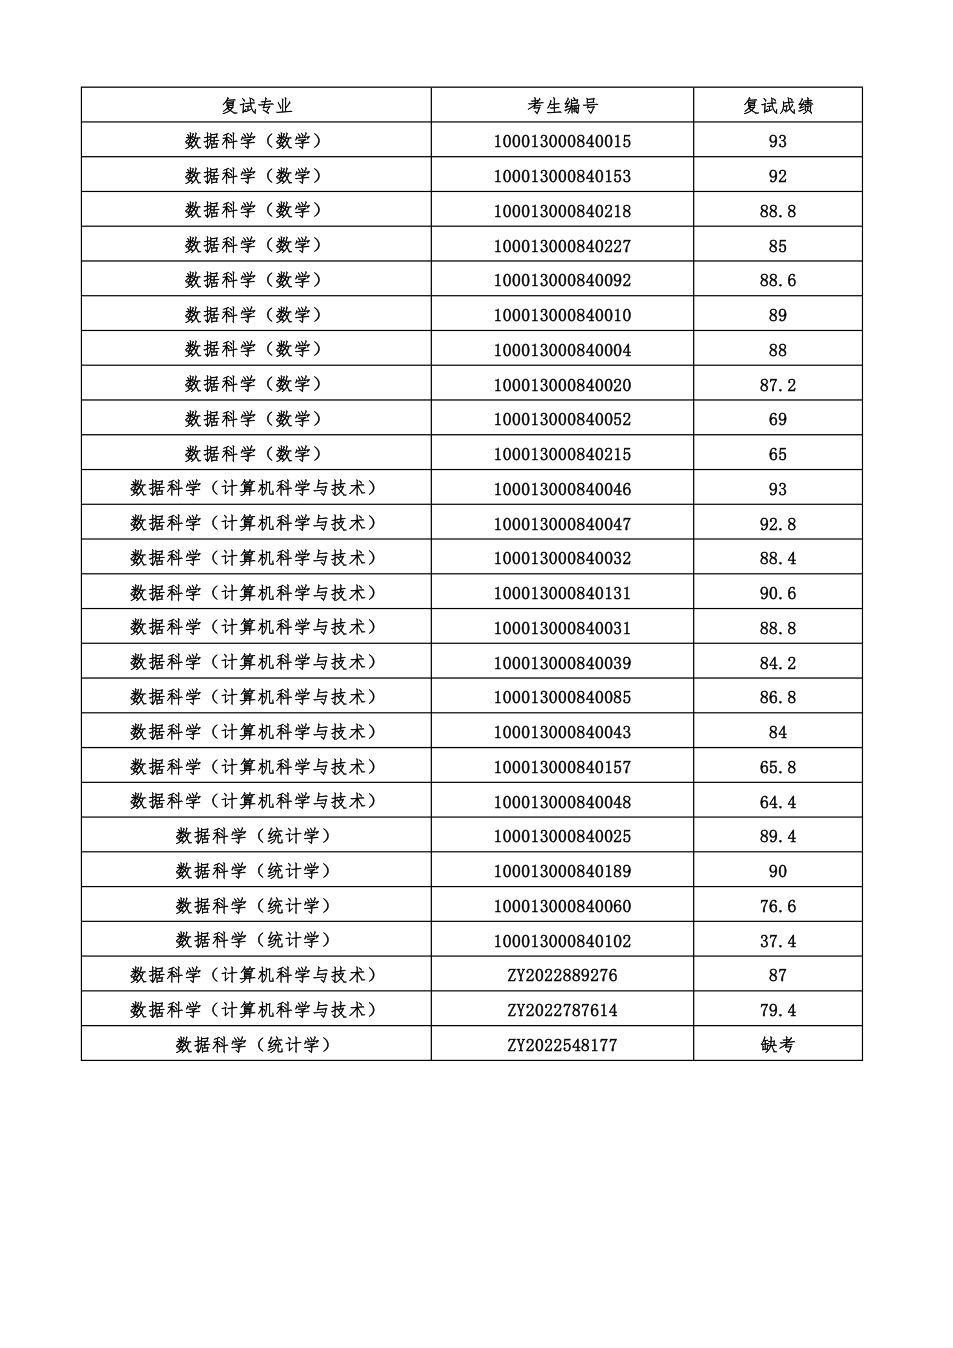 复试专业 考生编号 复试成绩
数据科学（数学） 100013000840015 93
数据科学（数学） 100013000840153 92
数据科学（数学） 100013000840218 88.8
数据科学（数学） 100013000840227 85
数据科学（数学） 100013000840092 88.6
数据科学（数学） 100013000840010 89
数据科学（数学） 100013000840004 88
数据科学（数学） 100013000840020 87.2
数据科学（数学） 100013000840052 69
数据科学（数学） 100013000840215 65
数据科学（计算机科学与技术） 100013000840046 93
数据科学（计算机科学与技术） 100013000840047 92.8
数据科学（计算机科学与技术） 100013000840032 88.4
数据科学（计算机科学与技术） 100013000840131 90.6
数据科学（计算机科学与技术） 100013000840031 88.8
数据科学（计算机科学与技术） 100013000840039 84.2
数据科学（计算机科学与技术） 100013000840085 86.8
数据科学（计算机科学与技术） 100013000840043 84
数据科学（计算机科学与技术） 100013000840157 65.8
数据科学（计算机科学与技术） 100013000840048 64.4
数据科学（统计学） 100013000840025 89.4
数据科学（统计学） 100013000840189 90
数据科学（统计学） 100013000840060 76.6
数据科学（统计学） 100013000840102 37.4
数据科学（计算机科学与技术） ZY2022889276 87
数据科学（计算机科学与技术） ZY2022787614 79.4
数据科学（统计学） ZY2022548177 缺考